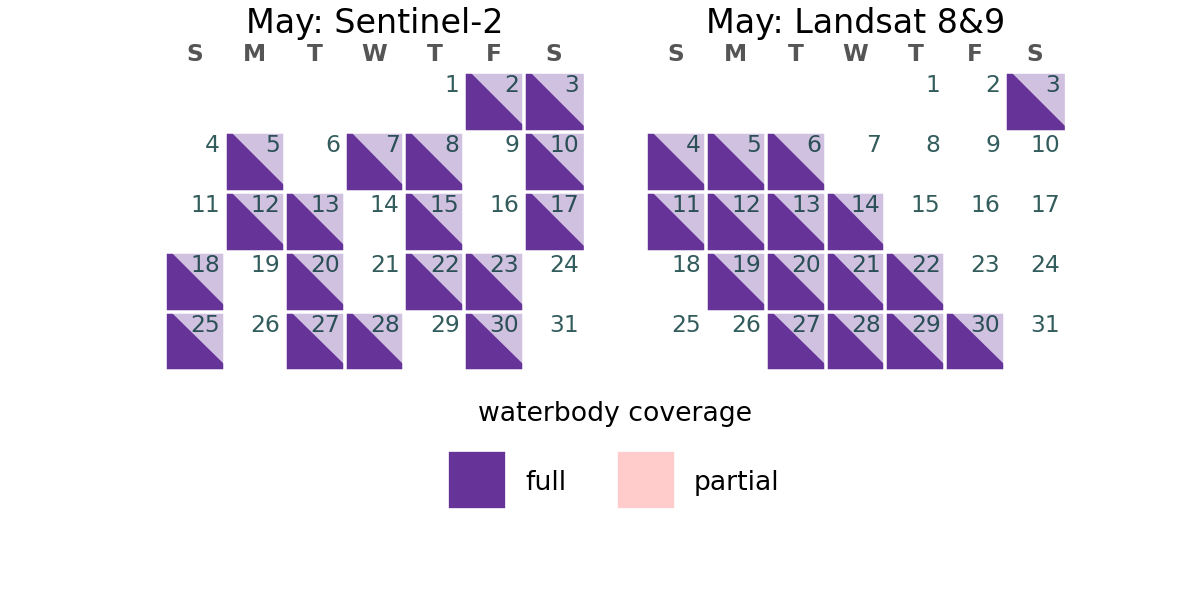 May: Sentinel-2
S M T W T F S
1 2 3
4 5 6 7 8 9 10
11 12 13 14 15 16 17
18 19 20 21 22 23 24
25 26 27 28 29 30 31
May: Landsat 8&9
S M T W T F S
1 2 3
4 5 6 7 8 9 10
11 12 13 14 15 16 17
18 19 20 21 22 23 24
25 26 27 28 29 30 31
waterbody coverage
full partial